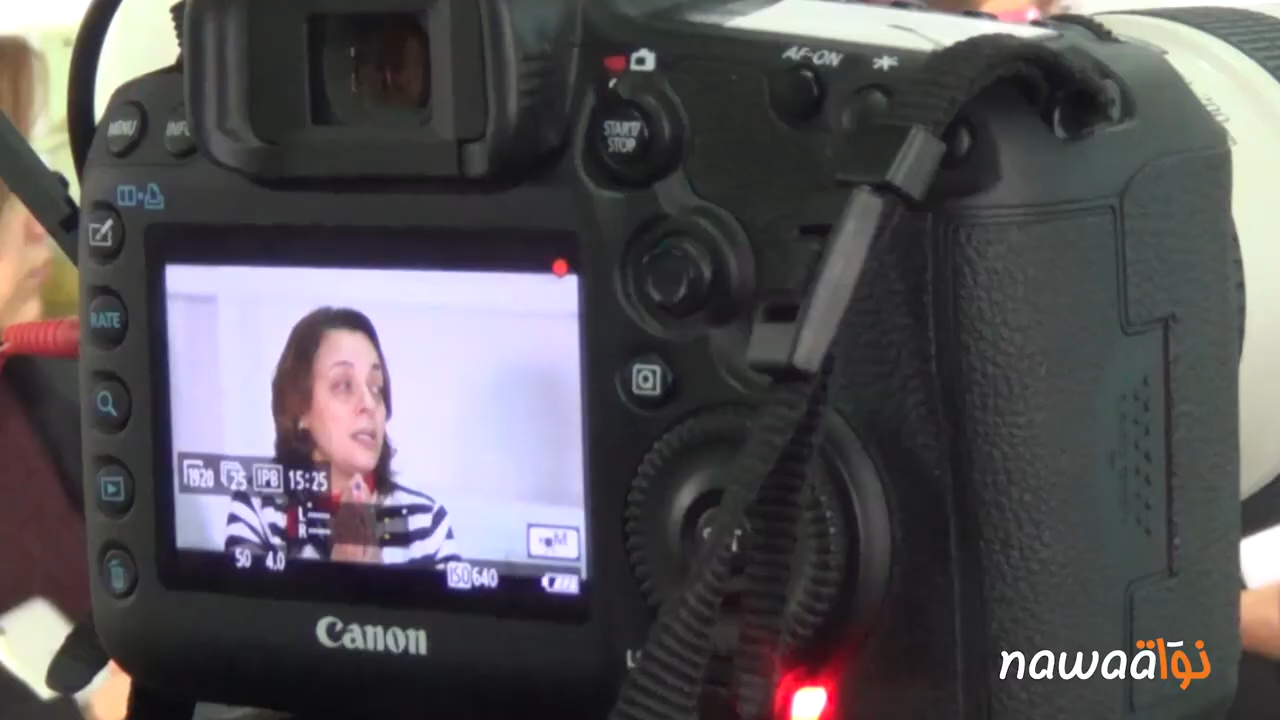 AF-ON
MENU
INFO
START/
STOP
RATE
Q
1920 25 IPB 15:25
L
R
M
50 4.0
ISO 640
Canon
nawaa نواة